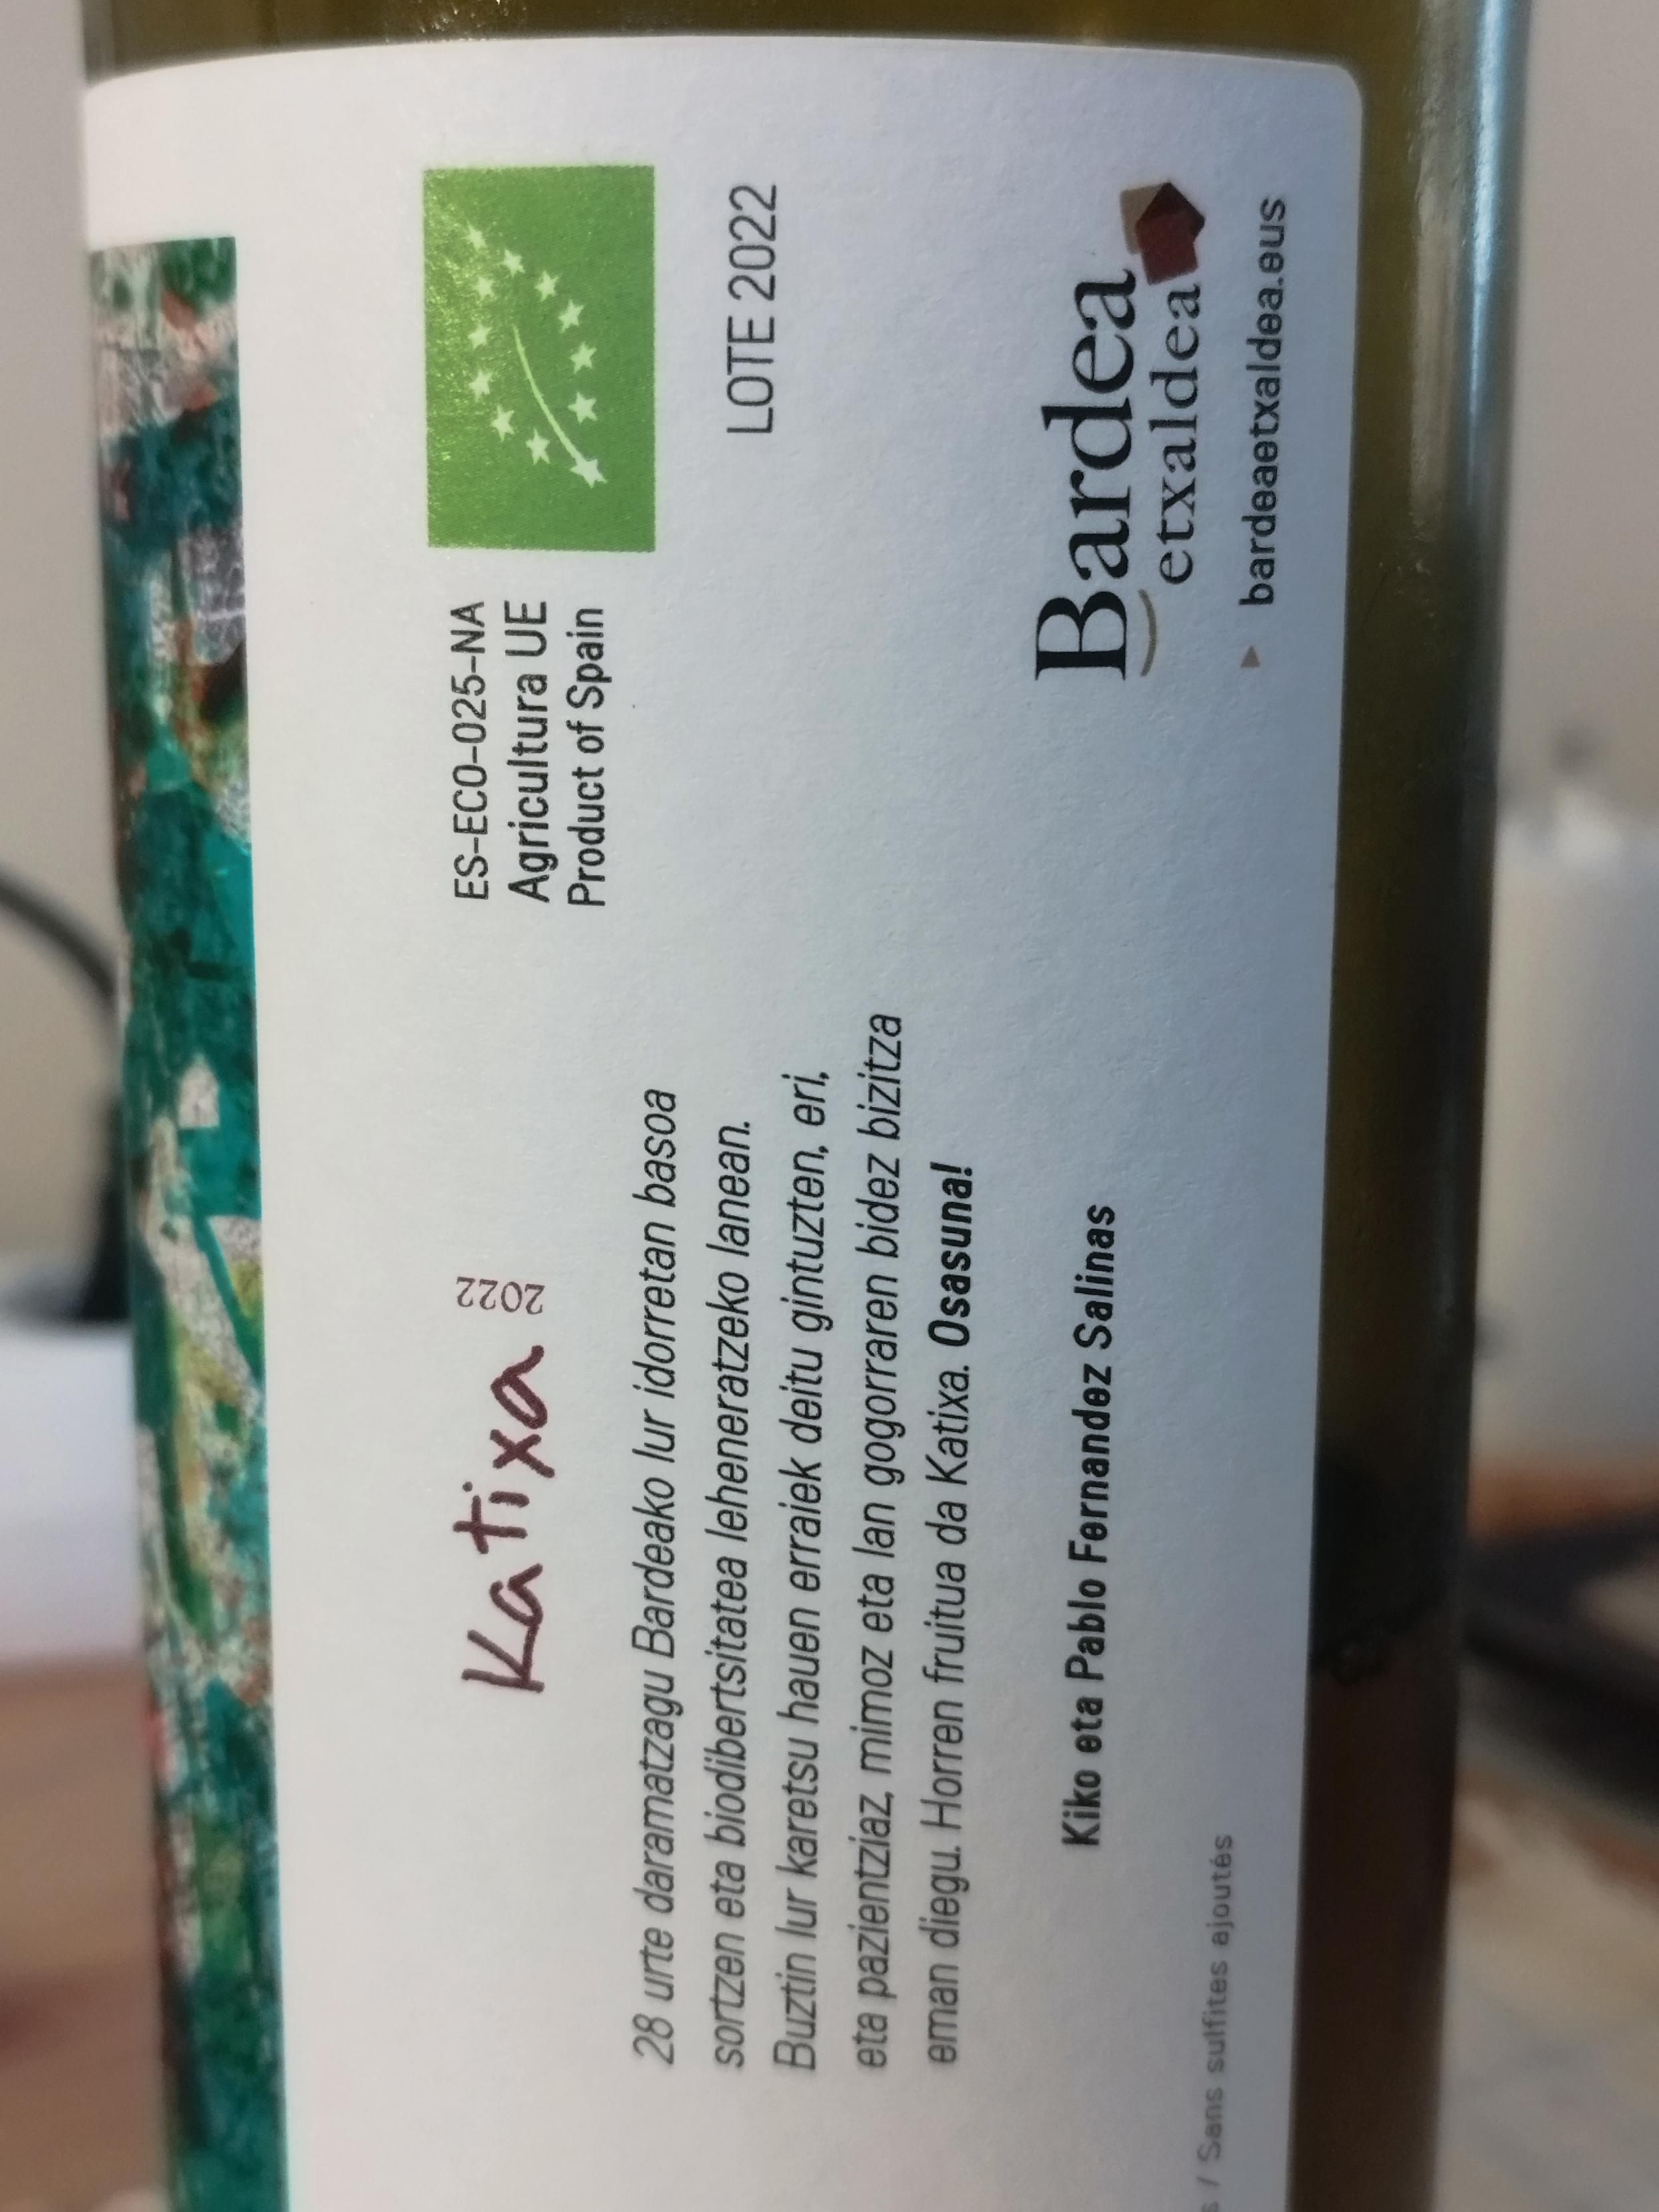 Katixa 2022
28 urte daramatzagu Bardeako lur idorretan basoa
sortzen eta biodibertsitatea leheneratzeko lanean.
Buztin lur karetsu hauen erraiek deitu gintuzten, eri,
eta pazientziaz, mimoz eta lan gogorraren bidez bizitza
eman diegu. Horren fruitua da Katixa. Osasuna!
Kiko eta Pablo Fernandez Salinas
/ Sans sulfites ajoutés
ES-ECO-025-NA
Agricultura UE
Product of Spain
LOTE 2022
Bardea
etxaldea
bardeaetxaldea.eus